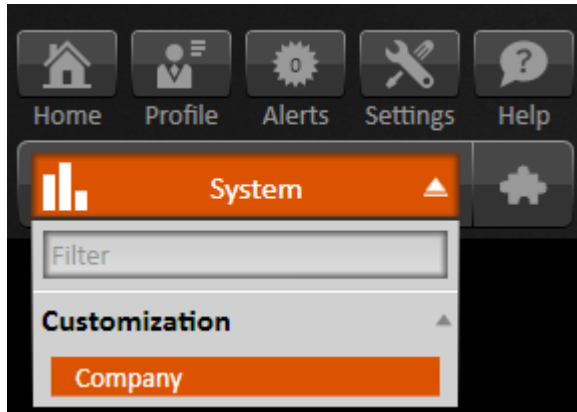 0 ?
Home Profile Alerts Settings Help
System
Filter
Customization
Company